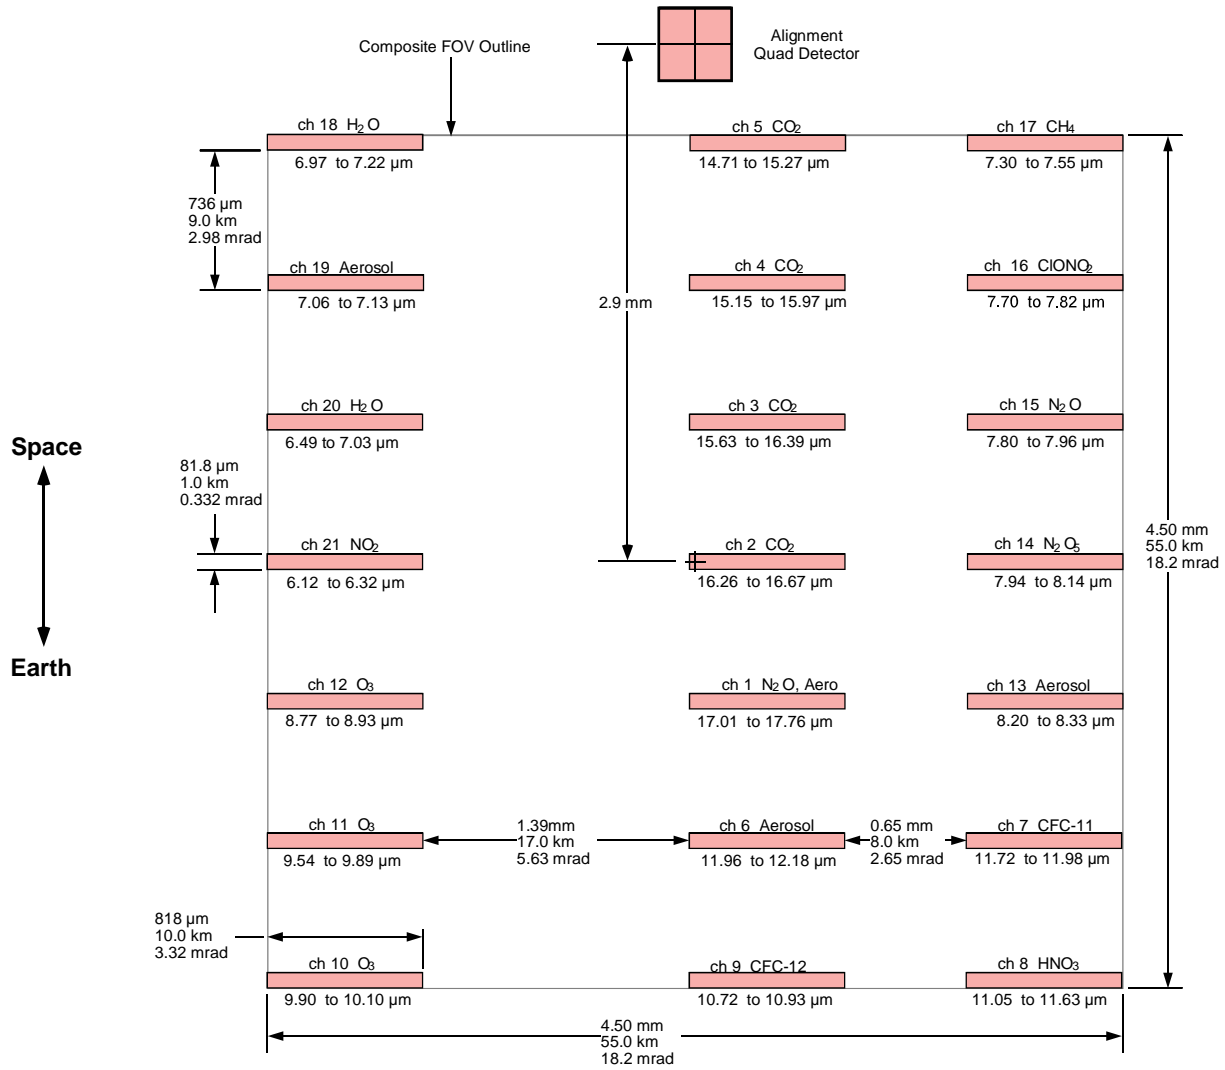 Alignment
Quad Detector
Composite FOV Outline
ch 18 H₂O
6.97 to 7.22 µm
ch 5 CO₂
14.71 to 15.27 µm
ch 17 CH₄
7.30 to 7.55 µm
736 µm
9.0 km
2.98 mrad
ch 19 Aerosol
7.06 to 7.13 µm
ch 4 CO₂
15.15 to 15.97 µm
ch 16 ClONO₂
7.70 to 7.82 µm
2.9 mm
ch 20 H₂O
6.49 to 7.03 µm
ch 3 CO₂
15.63 to 16.39 µm
ch 15 N₂O
7.80 to 7.96 µm
Space
Earth
81.8 µm
1.0 km
0.332 mrad
ch 21 NO₂
6.12 to 6.32 µm
ch 2 CO₂
16.26 to 16.67 µm
ch 14 N₂O₅
7.94 to 8.14 µm
4.50 mm
55.0 km
18.2 mrad
ch 12 O₃
8.77 to 8.93 µm
ch 1 N₂O, Aero
17.01 to 17.76 µm
ch 13 Aerosol
8.20 to 8.33 µm
ch 11 O₃
9.54 to 9.89 µm
1.39mm
17.0 km
5.63 mrad
ch 6 Aerosol
11.96 to 12.18 µm
0.65 mm
8.0 km
2.65 mrad
ch 7 CFC-11
11.72 to 11.98 µm
818 µm
10.0 km
3.32 mrad
ch 10 O₃
9.90 to 10.10 µm
ch 9 CFC-12
10.72 to 10.93 µm
ch 8 HNO₃
11.05 to 11.63 µm
4.50 mm
55.0 km
18.2 mrad